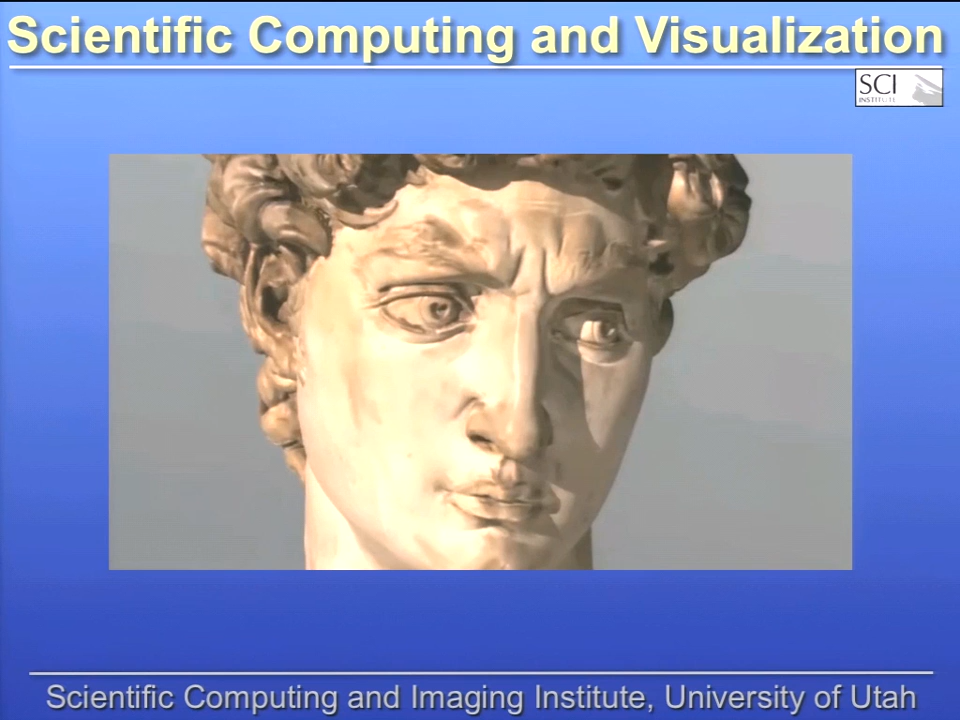 Scientific Computing and Visualization
SCI
INSTITUTE
Scientific Computing and Imaging Institute, University of Utah